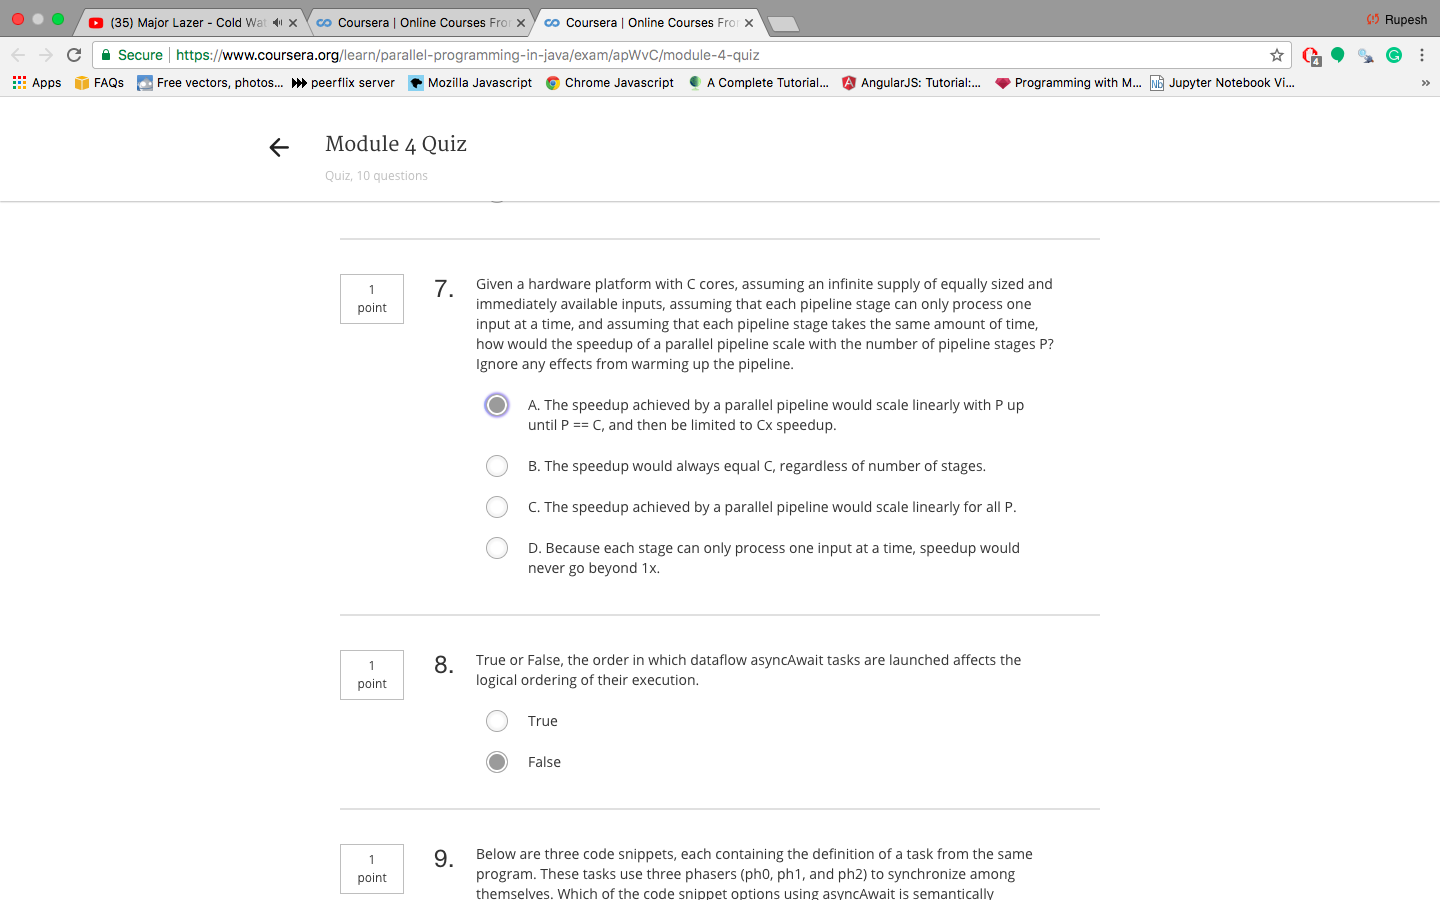 (35) Major Lazer - Cold Wat
Coursera | Online Courses Fro
Coursera | Online Courses Fro
Rupesh
Secure
https://www.coursera.org/learn/parallel-programming-in-java/exam/apWvC/module-4-quiz
4
Apps
FAQs
Free vectors, photos...
peerflix server
Mozilla Javascript
Chrome Javascript
A Complete Tutorial...
AngularJS: Tutorial:...
Programming with M...
Jupyter Notebook Vi...
»
Module 4 Quiz
Quiz, 10 questions
1
point
7.
Given a hardware platform with C cores, assuming an infinite supply of equally sized and
immediately available inputs, assuming that each pipeline stage can only process one
input at a time, and assuming that each pipeline stage takes the same amount of time,
how would the speedup of a parallel pipeline scale with the number of pipeline stages P?
Ignore any effects from warming up the pipeline.
A. The speedup achieved by a parallel pipeline would scale linearly with P up
until P == C, and then be limited to Cx speedup.
B. The speedup would always equal C, regardless of number of stages.
C. The speedup achieved by a parallel pipeline would scale linearly for all P.
D. Because each stage can only process one input at a time, speedup would
never go beyond 1x.
1
point
8.
True or False, the order in which dataflow asyncAwait tasks are launched affects the
logical ordering of their execution.
True
False
1
point
9.
Below are three code snippets, each containing the definition of a task from the same
program. These tasks use three phasers (ph0, ph1, and ph2) to synchronize among
themselves. Which of the code snippet options using asyncAwait is semantically